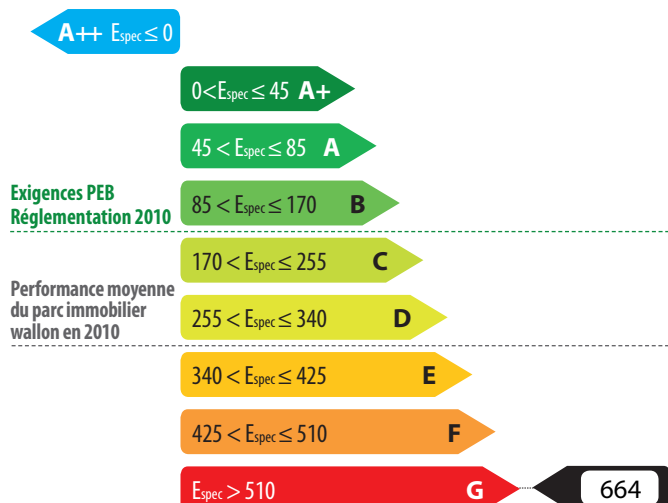 A++ Espec ≤ 0
0<Espec ≤ 45 A+
45 < Espec ≤ 85 A
Exigences PEB
Réglementation 2010
85 < Espec ≤ 170 B
170 < Espec ≤ 255 C
Performance moyenne
du parc immobilier
wallon en 2010
255 < Espec ≤ 340 D
340 < Espec ≤ 425 E
425 < Espec ≤ 510 F
Espec > 510 G
664